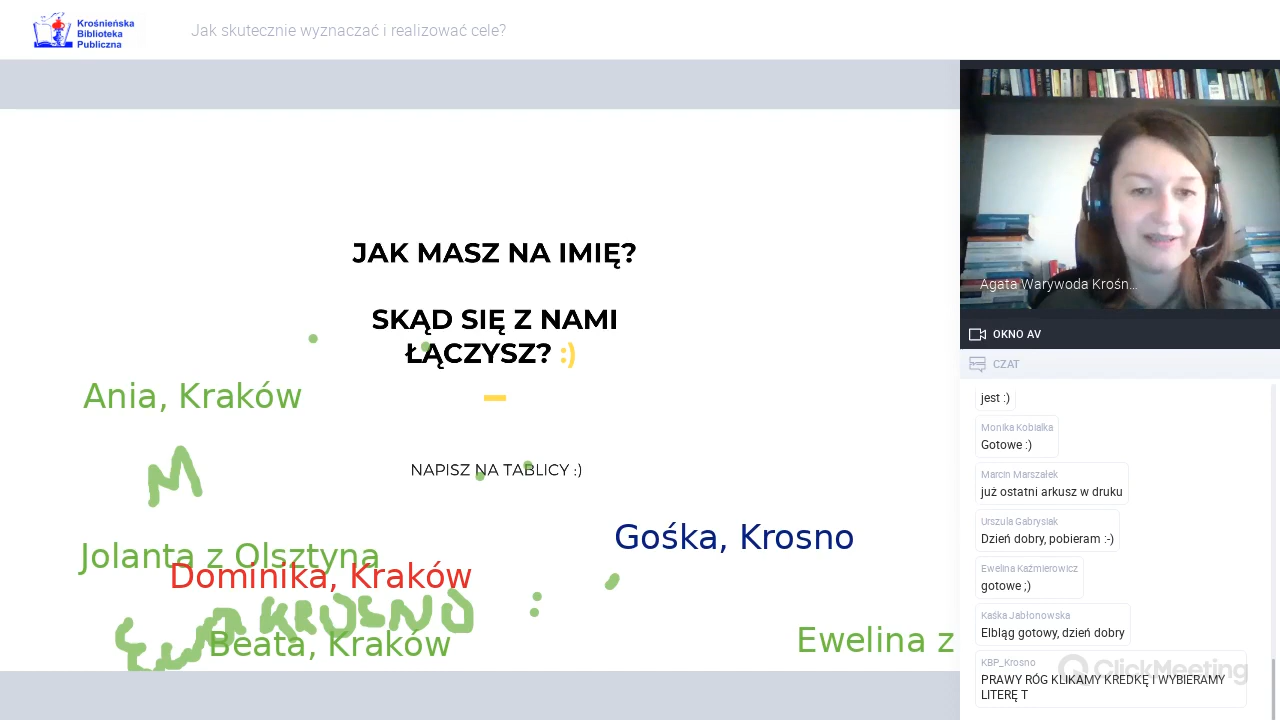 Krośnieńska
Biblioteka
Publiczna
Jak skutecznie wyznaczać i realizować cele?
JAK MASZ NA IMIĘ?
SKĄD SIĘ Z NAMI
ŁĄCZYSZ? :)
NAPISZ NA TABLICY :)
Ania, Kraków
M
Gośka, Krosno
Jolanta z Olsztyna
Dominika, Kraków
Ewa KROSNO
Beata, Kraków
Ewelina z
Agata Warywoda Krośn...
OKNO AV
CZAT
jest :)
Monika Kobiałka
Gotowe :)
Marcin Marszałek
już ostatni arkusz w druku
Urszula Gabrysiak
Dzień dobry, pobieram :-)
Ewelina Kaźmierowicz
gotowe ;)
Kaśka Jabłonowska
Elbląg gotowy, dzień dobry
KBP_Krosno
PRAWY RÓG KLIKAMY KREDKĘ I WYBIERAMY
LITERĘ T
ClickMeeting